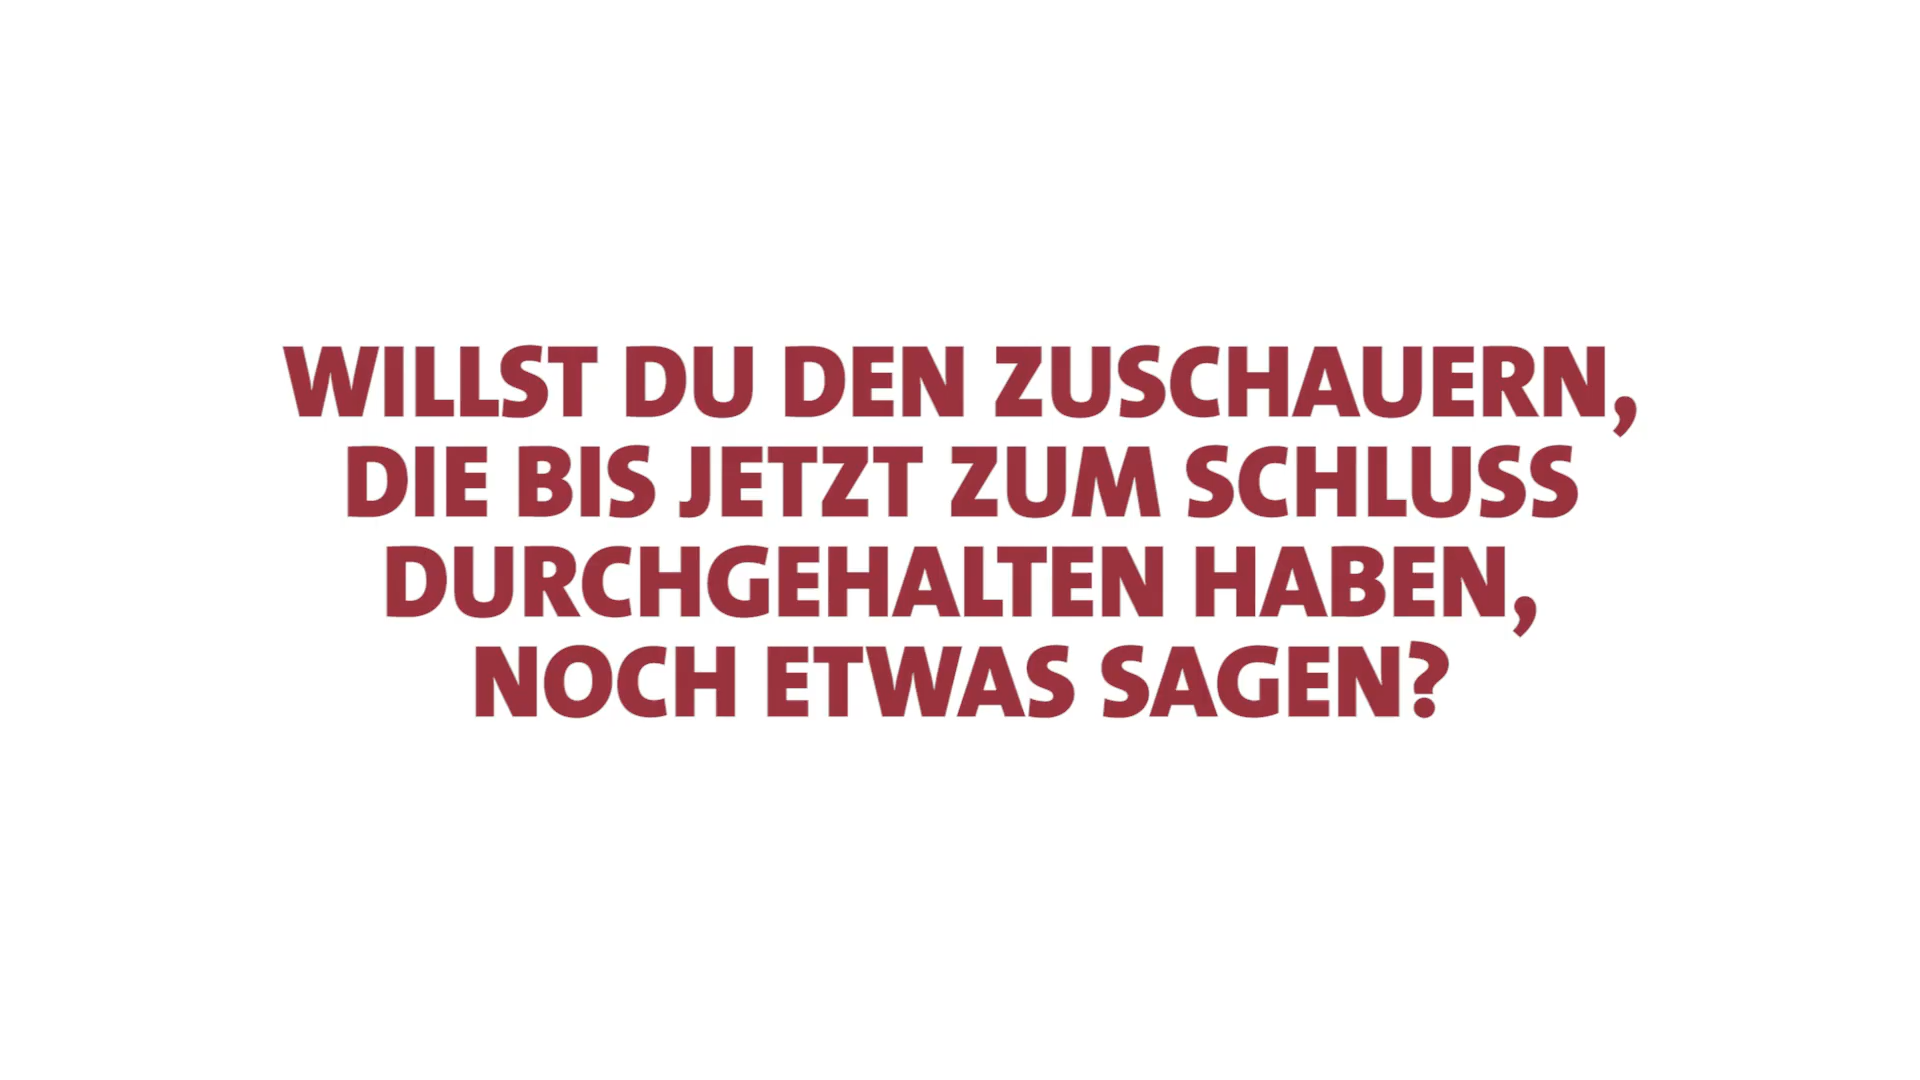 WILLST DU DEN ZUSCHAUERN,
DIE BIS JETZT ZUM SCHLUSS
DURCHGEHALTEN HABEN,
NOCH ETWAS SAGEN?